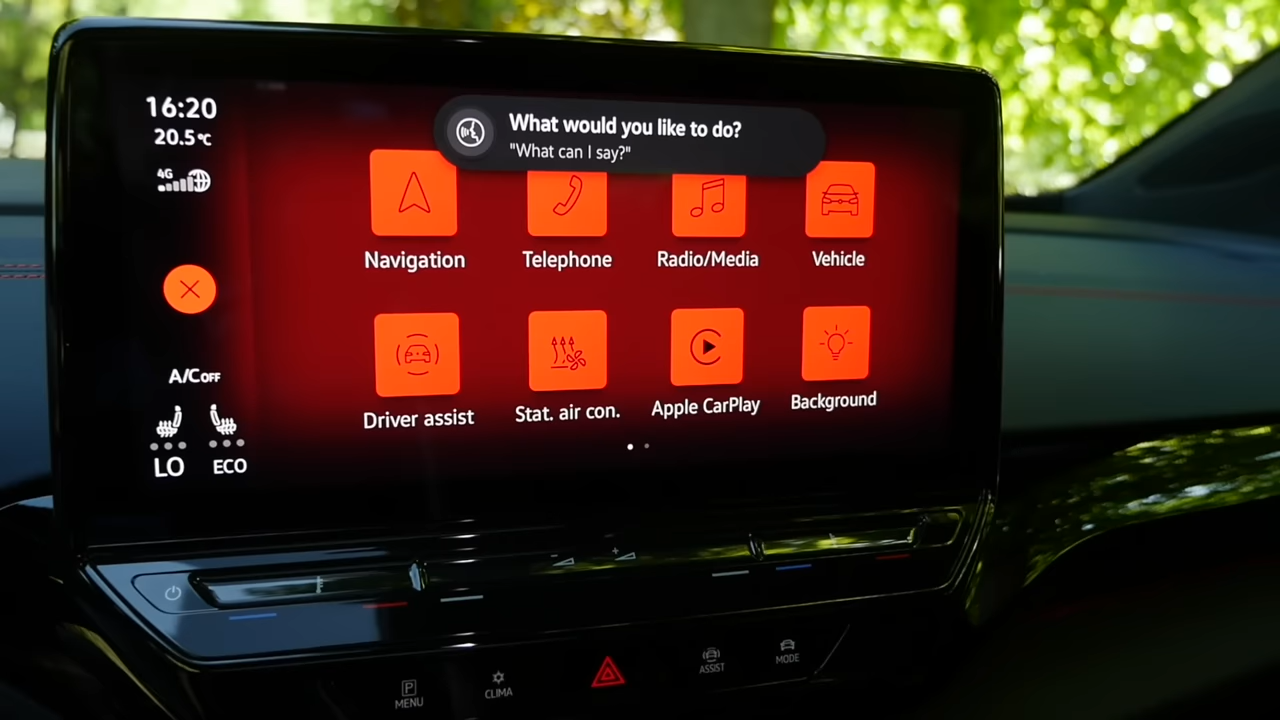 16:20
20.5°C
4G
What would you like to do?
"What can I say?"
Navigation
Telephone
Radio/Media
Vehicle
A/C OFF
LO
ECO
Driver assist
Stat. air con.
Apple CarPlay
Background
P
MENU
CLIMA
ASSIST
MODE